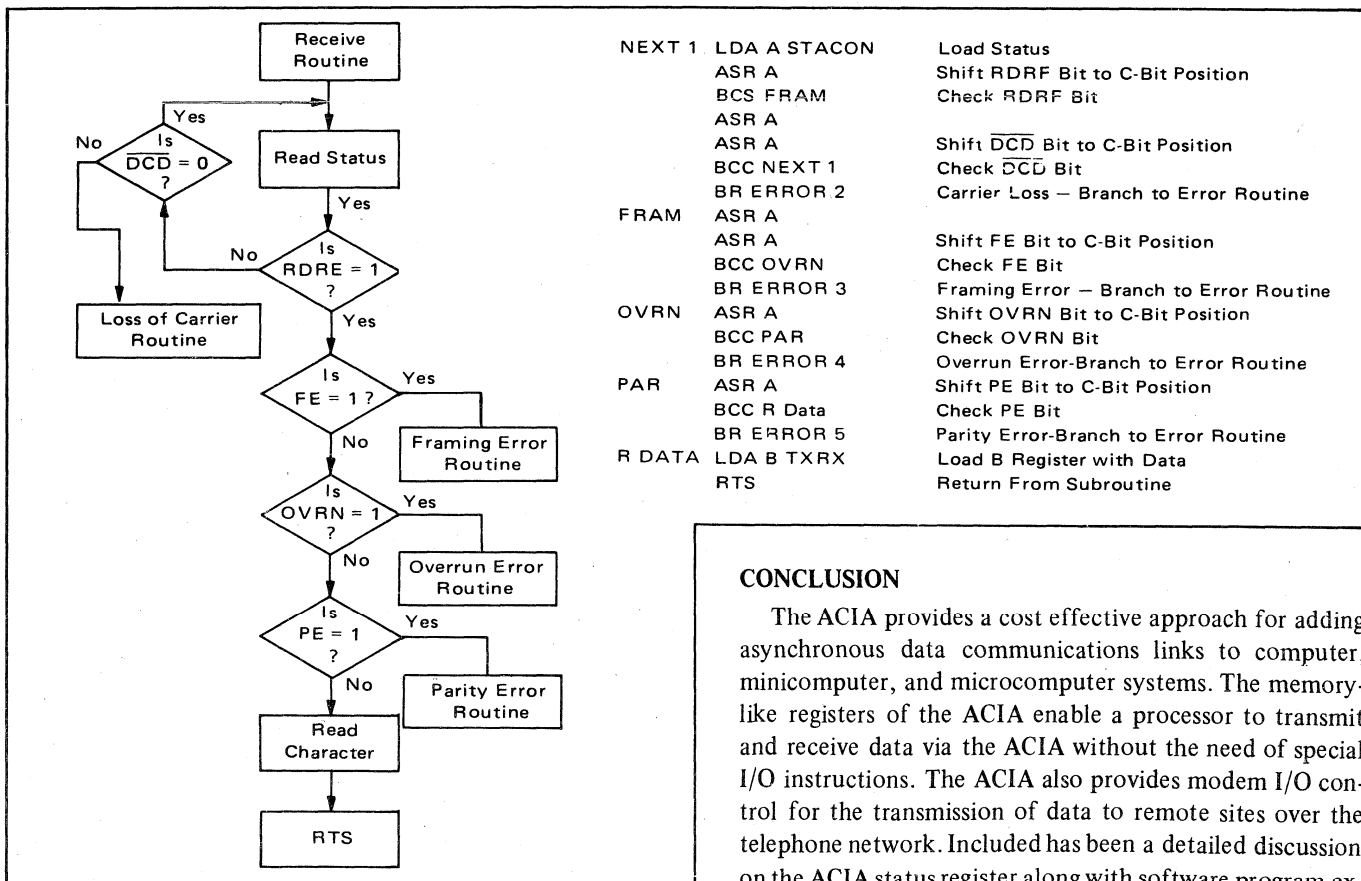 Receive
Routine
Yes
No
Is
DCD = 0
?
Read Status
Yes
No
Is
RDRE = 1
?
Loss of Carrier
Routine
Yes
Is
FE = 1 ?
Yes
No
Framing Error
Routine
Is
OVRN = 1
?
Yes
No
Overrun Error
Routine
Is
PE = 1
?
Yes
No
Parity Error
Routine
Read
Character
RTS
NEXT 1 LDA A STACON Load Status
ASR A Shift RDRF Bit to C-Bit Position
BCS FRAM Check RDRF Bit
ASR A
ASR A Shift DCD Bit to C-Bit Position
BCC NEXT 1 Check DCD Bit
BR ERROR 2 Carrier Loss — Branch to Error Routine
FRAM ASR A
ASR A Shift FE Bit to C-Bit Position
BCC OVRN Check FE Bit
BR ERROR 3 Framing Error — Branch to Error Routine
OVRN ASR A Shift OVRN Bit to C-Bit Position
BCC PAR Check OVRN Bit
BR ERROR 4 Overrun Error-Branch to Error Routine
PAR ASR A Shift PE Bit to C-Bit Position
BCC R Data Check PE Bit
BR ERROR 5 Parity Error-Branch to Error Routine
R DATA LDA B TXRX Load B Register with Data
RTS Return From Subroutine
CONCLUSION
The ACIA provides a cost effective approach for adding
asynchronous data communications links to computer,
minicomputer, and microcomputer systems. The memory-
like registers of the ACIA enable a processor to transmit
and receive data via the ACIA without the need of special
I/O instructions. The ACIA also provides modem I/O con-
trol for the transmission of data to remote sites over the
telephone network. Included has been a detailed discussion
on the ACIA status register along with software program ex-